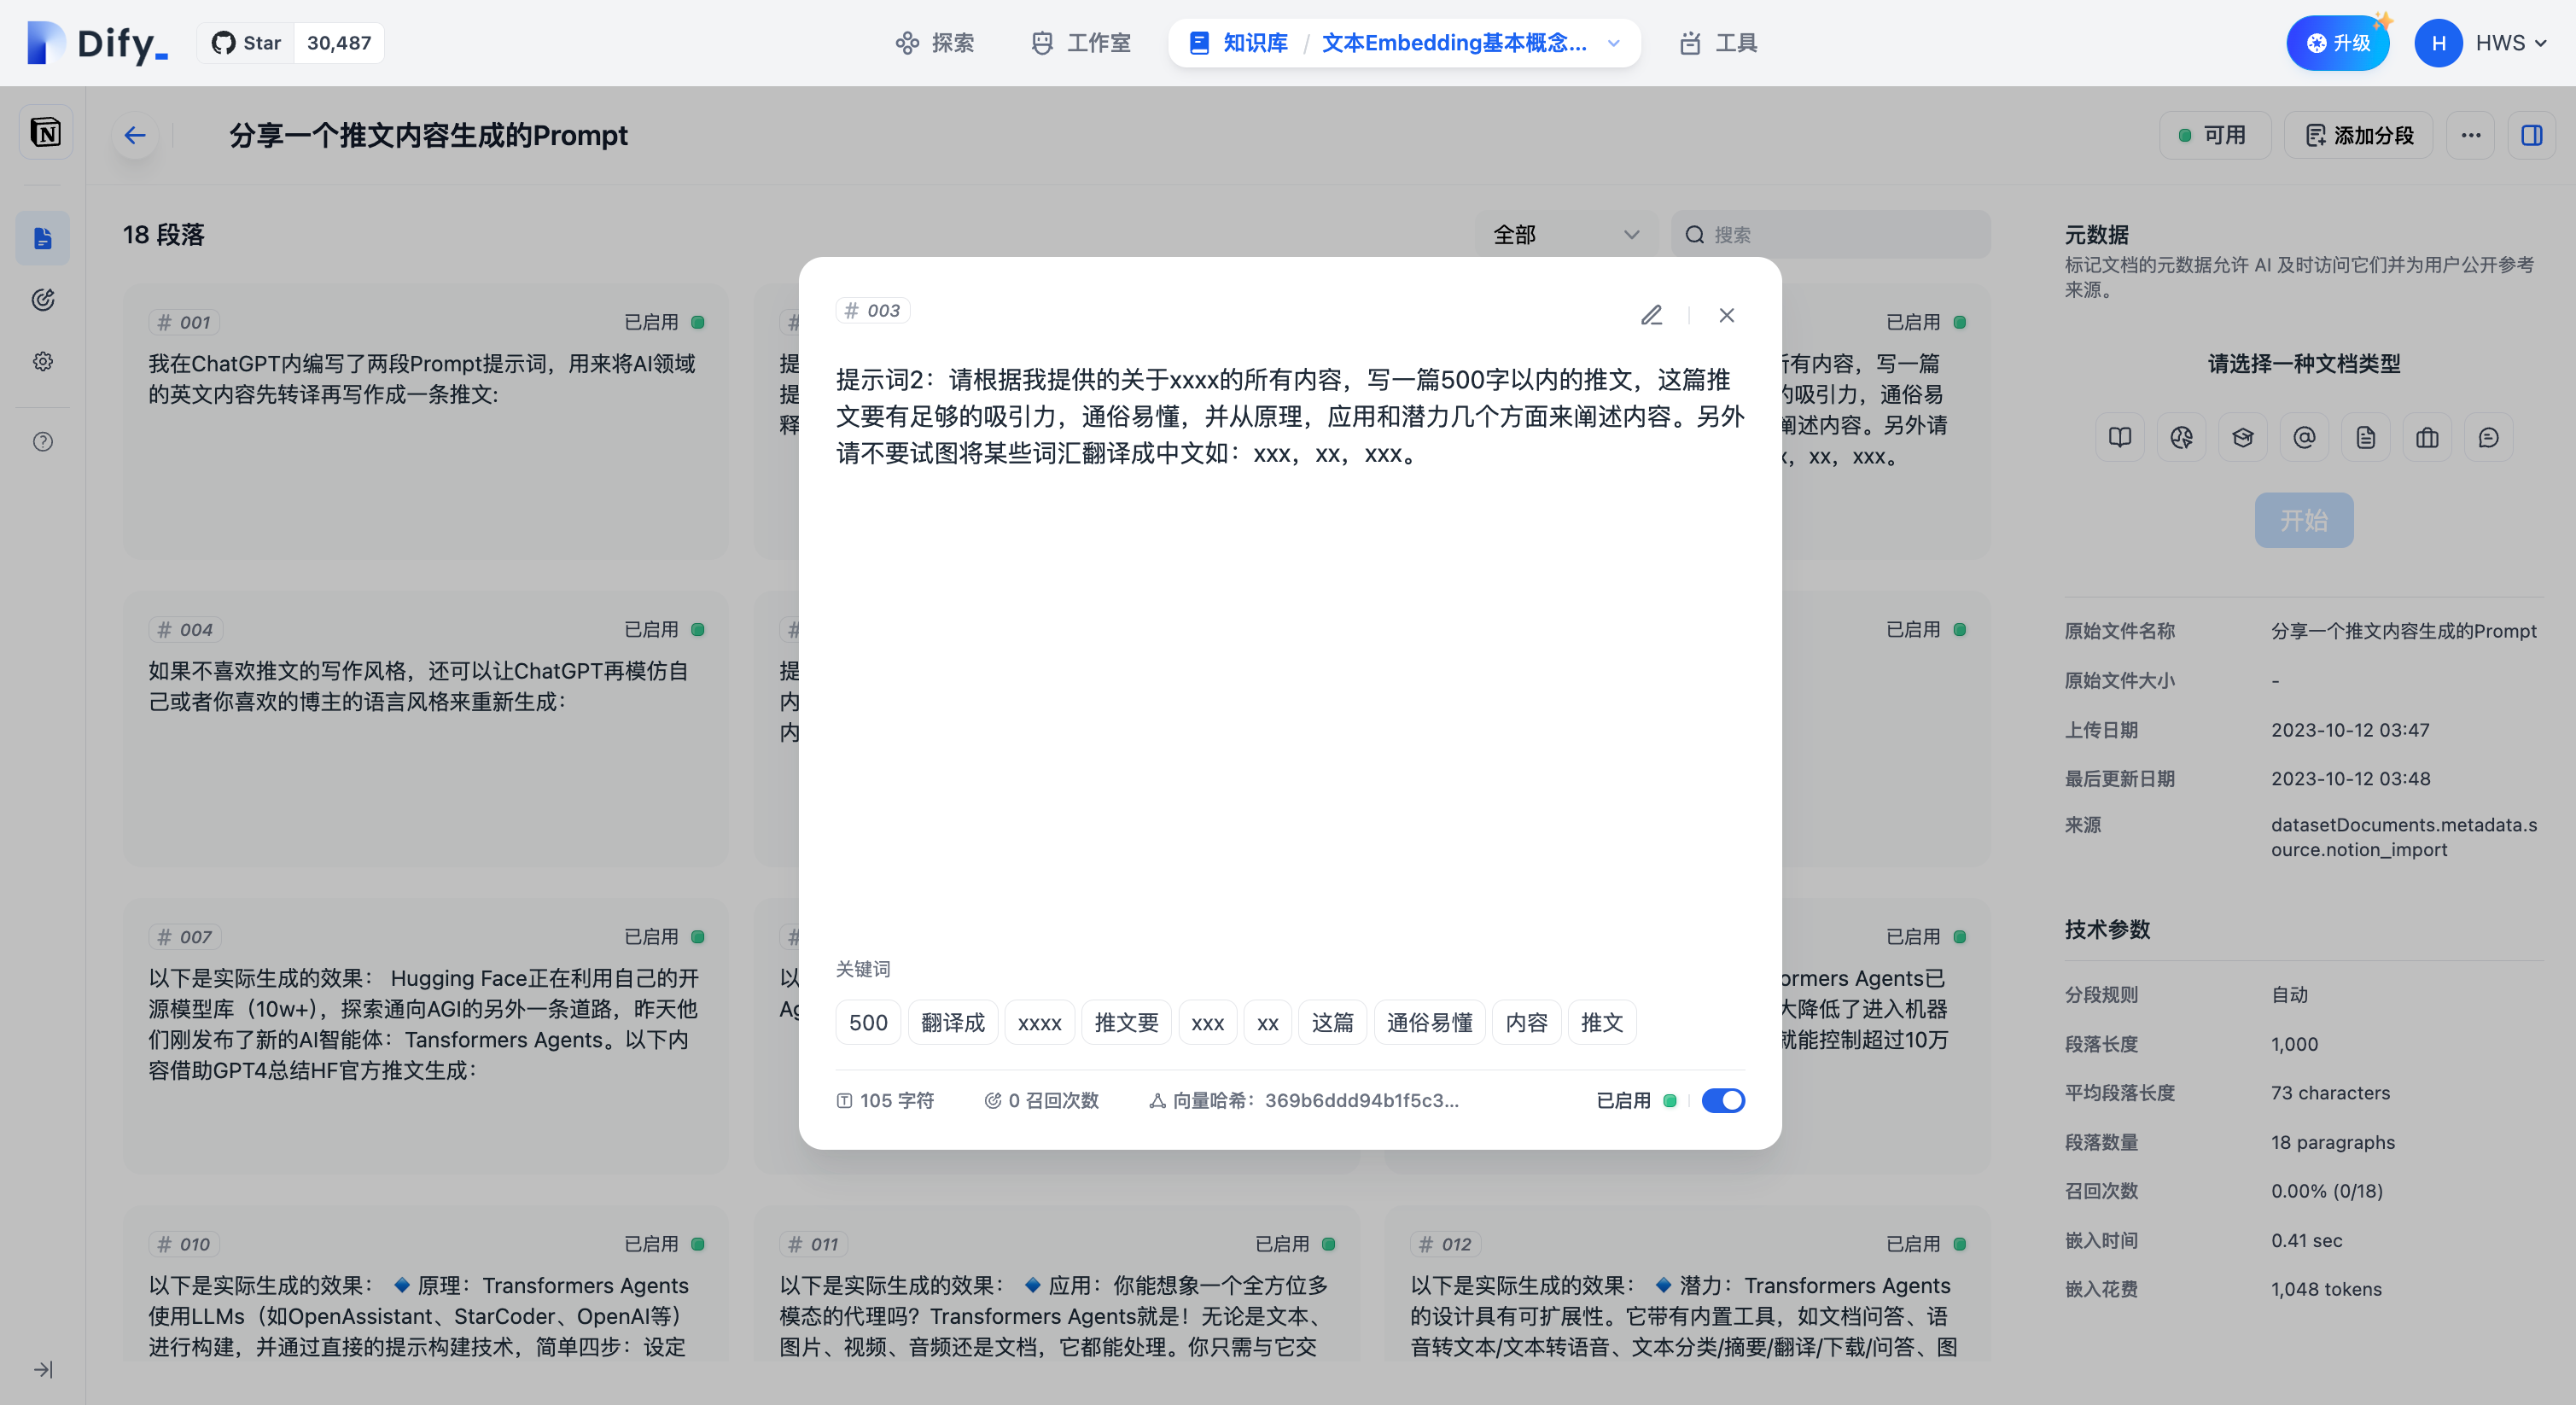 Dify_
Star 30,487
探索
工作室
知识库 / 文本Embedding基本概念...
工具
升级
H HWS
分享一个推文内容生成的Prompt
可用
添加分段
18 段落
全部
搜索
# 001 已启用
我在ChatGPT内编写了两段Prompt提示词，用来将AI领域
的英文内容先转译再写作成一条推文:
# 004 已启用
如果不喜欢推文的写作风格，还可以让ChatGPT再模仿自
己或者你喜欢的博主的语言风格来重新生成：
# 007 已启用
以下是实际生成的效果： Hugging Face正在利用自己的开
源模型库（10w+），探索通向AGI的另外一条道路，昨天他
们刚发布了新的AI智能体：Tansformers Agents。以下内
容借助GPT4总结HF官方推文生成：
# 010 已启用
以下是实际生成的效果： 🔹 原理：Transformers Agents
使用LLMs（如OpenAssistant、StarCoder、OpenAI等）
进行构建，并通过直接的提示构建技术，简单四步：设定
#
提
提
释
#
提
内
内
#
以
Ag
# 011 已启用
以下是实际生成的效果： 🔹 应用：你能想象一个全方位多
模态的代理吗？Transformers Agents就是！无论是文本、
图片、视频、音频还是文档，它都能处理。你只需与它交
已启用
所有内容，写一篇
的吸引力，通俗易
阐述内容。另外请
xx，xxx。
已启用
已启用
ormers Agents已
大降低了进入机器
就能控制超过10万
# 012 已启用
以下是实际生成的效果： 🔹 潜力：Transformers Agents
的设计具有可扩展性。它带有内置工具，如文档问答、语
音转文本/文本转语音、文本分类/摘要/翻译/下载/问答、图
# 003
提示词2：请根据我提供的关于xxxx的所有内容，写一篇500字以内的推文，这篇推
文要有足够的吸引力，通俗易懂，并从原理，应用和潜力几个方面来阐述内容。另外
请不要试图将某些词汇翻译成中文如：xxx，xx，xxx。
关键词
500 翻译成 xxxx 推文要 xxx xx 这篇 通俗易懂 内容 推文
105 字符 0 召回次数 向量哈希：369b6ddd94b1f5c3... 已启用
元数据
标记文档的元数据允许 AI 及时访问它们并为用户公开参考
来源。
请选择一种文档类型
开始
原始文件名称 分享一个推文内容生成的Prompt
原始文件大小 -
上传日期 2023-10-12 03:47
最后更新日期 2023-10-12 03:48
来源 datasetDocuments.metadata.s
ource.notion_import
技术参数
分段规则 自动
段落长度 1,000
平均段落长度 73 characters
段落数量 18 paragraphs
召回次数 0.00% (0/18)
嵌入时间 0.41 sec
嵌入花费 1,048 tokens